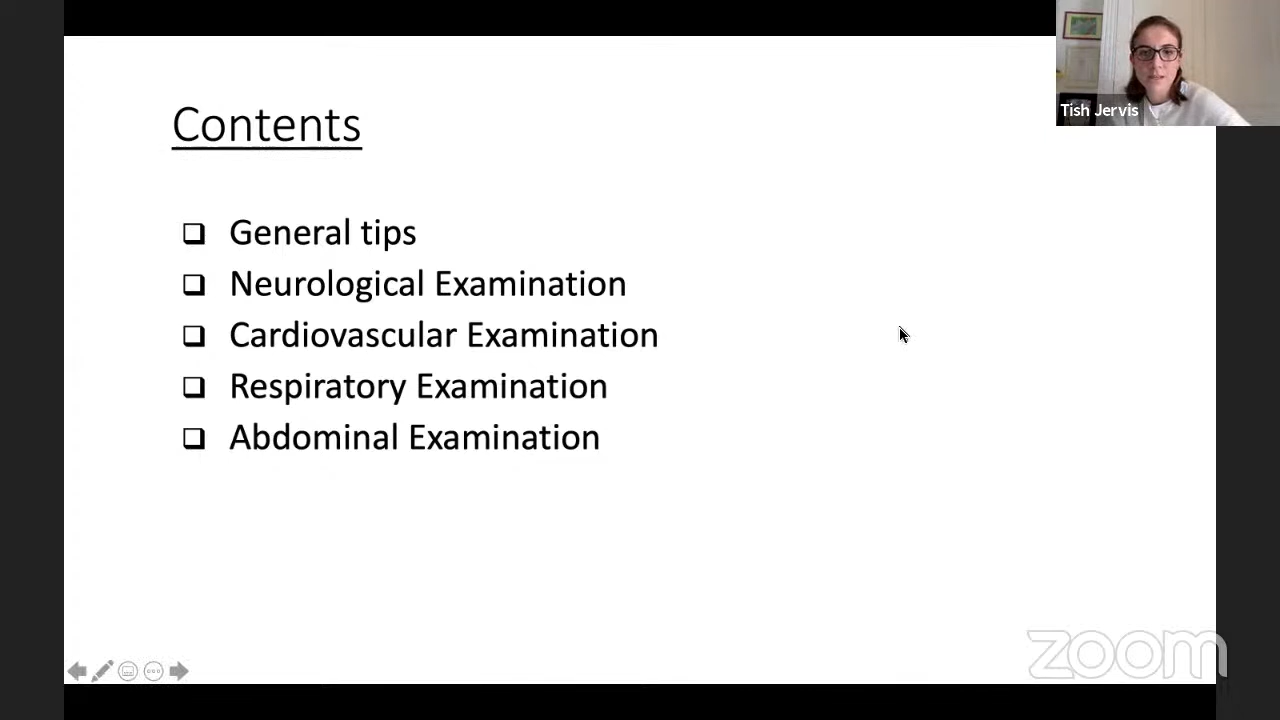 Tish Jervis
Contents
General tips
Neurological Examination
Cardiovascular Examination
Respiratory Examination
Abdominal Examination
zoom